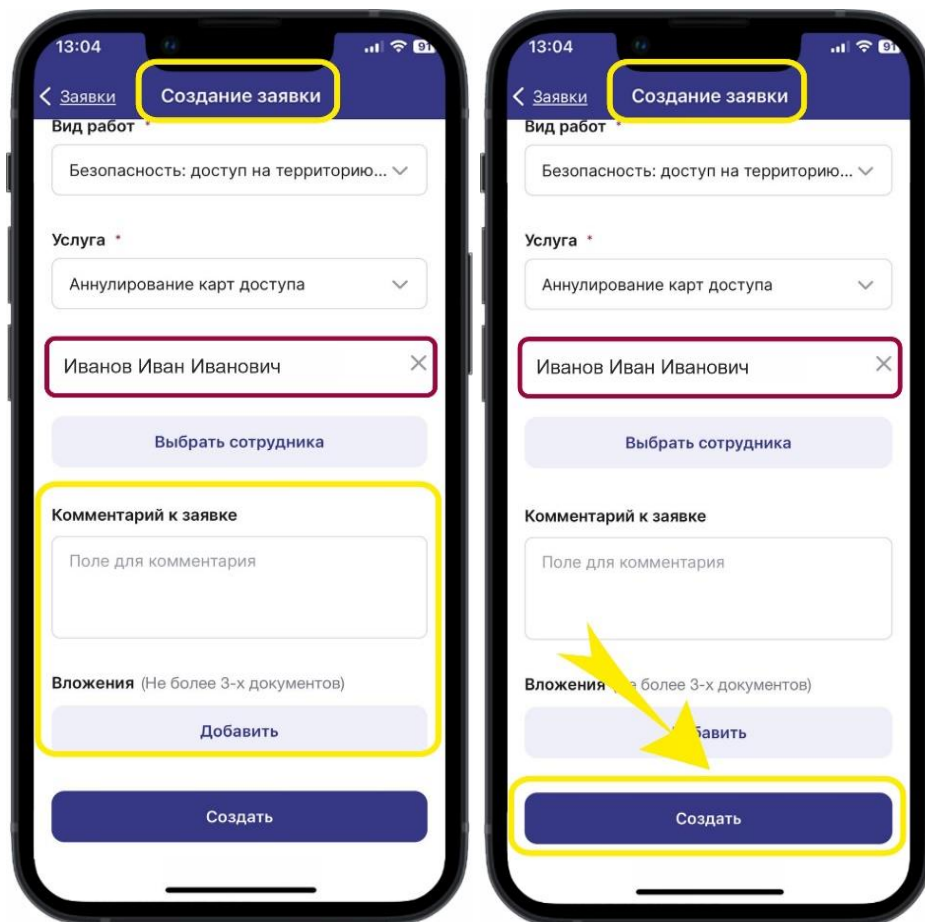 13:04
91
Заявки
Создание заявки
Вид работ *
Безопасность: доступ на территорию...
Услуга *
Аннулирование карт доступа
Иванов Иван Иванович
Выбрать сотрудника
Комментарий к заявке
Поле для комментария
Вложения (Не более 3-х документов)
Добавить
Создать
13:04
91
Заявки
Создание заявки
Вид работ *
Безопасность: доступ на территорию...
Услуга *
Аннулирование карт доступа
Иванов Иван Иванович
Выбрать сотрудника
Комментарий к заявке
Поле для комментария
Вложения более 3-х документов)
Создать